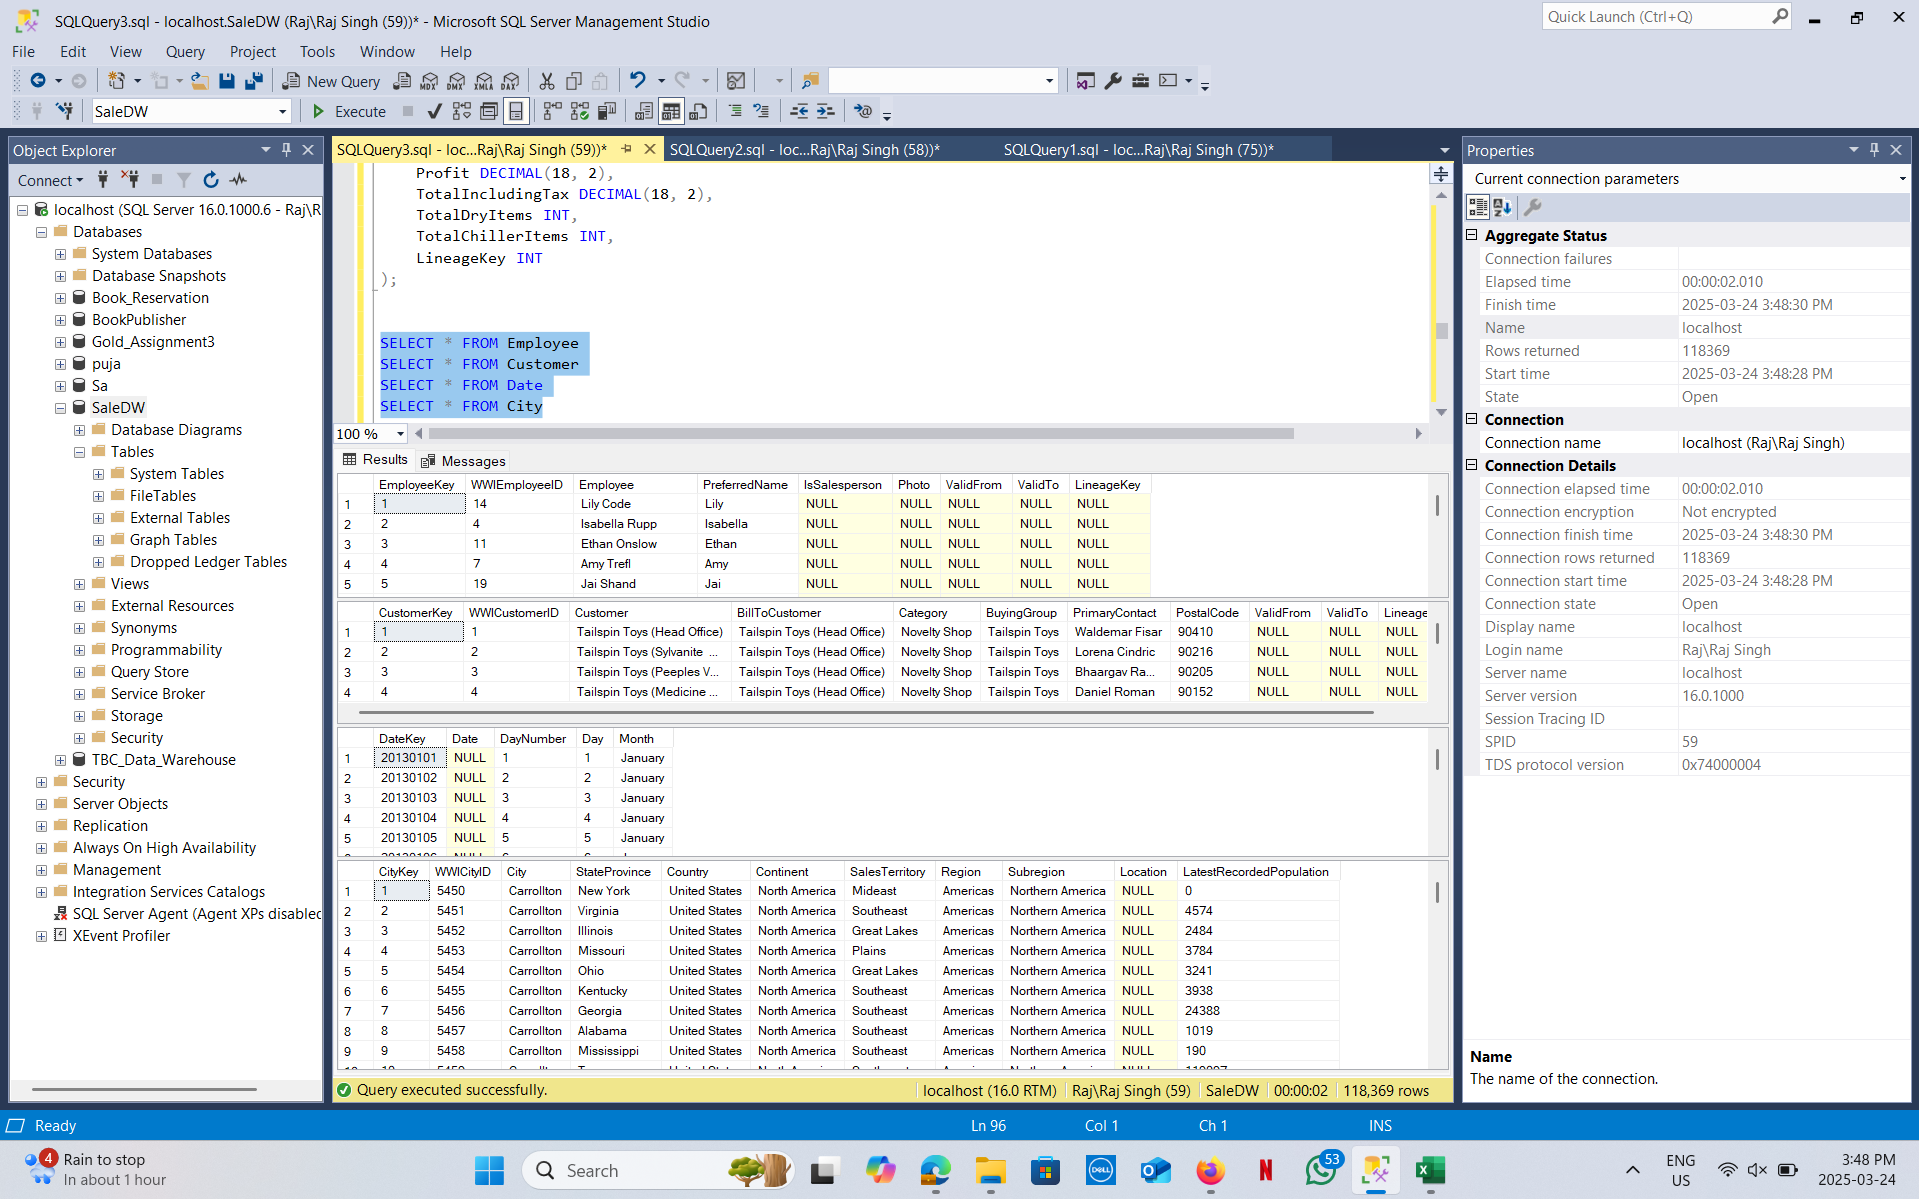 SQLQuery3.sql - localhost.SaleDW (Raj\Raj Singh (59))* - Microsoft SQL Server Management Studio
Quick Launch (Ctrl+Q)
File Edit View Query Project Tools Window Help
New Query MDX DMX XMLA DAX
SaleDW Execute
Object Explorer
Connect
localhost (SQL Server 16.0.1000.6 - Raj\R
Databases
System Databases
Database Snapshots
Book_Reservation
BookPublisher
Gold_Assignment3
puja
Sa
SaleDW
Database Diagrams
Tables
System Tables
FileTables
External Tables
Graph Tables
Dropped Ledger Tables
Views
External Resources
Synonyms
Programmability
Query Store
Service Broker
Storage
Security
TBC_Data_Warehouse
Security
Server Objects
Replication
Always On High Availability
Management
Integration Services Catalogs
SQL Server Agent (Agent XPs disablec
XEvent Profiler
SQLQuery3.sql - loc...Raj\Raj Singh (59))* SQLQuery2.sql - loc...Raj\Raj Singh (58))* SQLQuery1.sql - loc...Raj\Raj Singh (75))*
Profit DECIMAL(18, 2),
TotalIncludingTax DECIMAL(18, 2),
TotalDryItems INT,
TotalChillerItems INT,
LineageKey INT
);
SELECT * FROM Employee
SELECT * FROM Customer
SELECT * FROM Date
SELECT * FROM City
100 %
Results Messages
EmployeeKey WWIEmployeeID Employee PreferredName IsSalesperson Photo ValidFrom ValidTo LineageKey
1 1 14 Lily Code Lily NULL NULL NULL NULL NULL
2 2 4 Isabella Rupp Isabella NULL NULL NULL NULL NULL
3 3 11 Ethan Onslow Ethan NULL NULL NULL NULL NULL
4 4 7 Amy Trefl Amy NULL NULL NULL NULL NULL
5 5 19 Jai Shand Jai NULL NULL NULL NULL NULL
CustomerKey WWICustomerID Customer BillToCustomer Category BuyingGroup PrimaryContact PostalCode ValidFrom ValidTo Lineage
1 1 1 Tailspin Toys (Head Office) Tailspin Toys (Head Office) Novelty Shop Tailspin Toys Waldemar Fisar 90410 NULL NULL NULL
2 2 2 Tailspin Toys (Sylvanite ... Tailspin Toys (Head Office) Novelty Shop Tailspin Toys Lorena Cindric 90216 NULL NULL NULL
3 3 3 Tailspin Toys (Peeples V... Tailspin Toys (Head Office) Novelty Shop Tailspin Toys Bhaargav Ra... 90205 NULL NULL NULL
4 4 4 Tailspin Toys (Medicine ... Tailspin Toys (Head Office) Novelty Shop Tailspin Toys Daniel Roman 90152 NULL NULL NULL
DateKey Date DayNumber Day Month
1 20130101 NULL 1 1 January
2 20130102 NULL 2 2 January
3 20130103 NULL 3 3 January
4 20130104 NULL 4 4 January
5 20130105 NULL 5 5 January
CityKey WWICityID City StateProvince Country Continent SalesTerritory Region Subregion Location LatestRecordedPopulation
1 1 5450 Carrollton New York United States North America Mideast Americas Northern America NULL 0
2 2 5451 Carrollton Virginia United States North America Southeast Americas Northern America NULL 4574
3 3 5452 Carrollton Illinois United States North America Great Lakes Americas Northern America NULL 2484
4 4 5453 Carrollton Missouri United States North America Plains Americas Northern America NULL 3784
5 5 5454 Carrollton Ohio United States North America Great Lakes Americas Northern America NULL 3241
6 6 5455 Carrollton Kentucky United States North America Southeast Americas Northern America NULL 3938
7 7 5456 Carrollton Georgia United States North America Southeast Americas Northern America NULL 24388
8 8 5457 Carrollton Alabama United States North America Southeast Americas Northern America NULL 1019
9 9 5458 Carrollton Mississippi United States North America Southeast Americas Northern America NULL 190
Query executed successfully. localhost (16.0 RTM) Raj\Raj Singh (59) SaleDW 00:00:02 118,369 rows
Properties
Current connection parameters
Aggregate Status
Connection failures
Elapsed time 00:00:02.010
Finish time 2025-03-24 3:48:30 PM
Name localhost
Rows returned 118369
Start time 2025-03-24 3:48:28 PM
State Open
Connection
Connection name localhost (Raj\Raj Singh)
Connection Details
Connection elapsed time 00:00:02.010
Connection encryption Not encrypted
Connection finish time 2025-03-24 3:48:30 PM
Connection rows returned 118369
Connection start time 2025-03-24 3:48:28 PM
Connection state Open
Display name localhost
Login name Raj\Raj Singh
Server name localhost
Server version 16.0.1000
Session Tracing ID
SPID 59
TDS protocol version 0x74000004
Name
The name of the connection.
Ready Ln 96 Col 1 Ch 1 INS
4 Rain to stop
In about 1 hour
Search
DELL
N
53
ENG
US
3:48 PM
2025-03-24